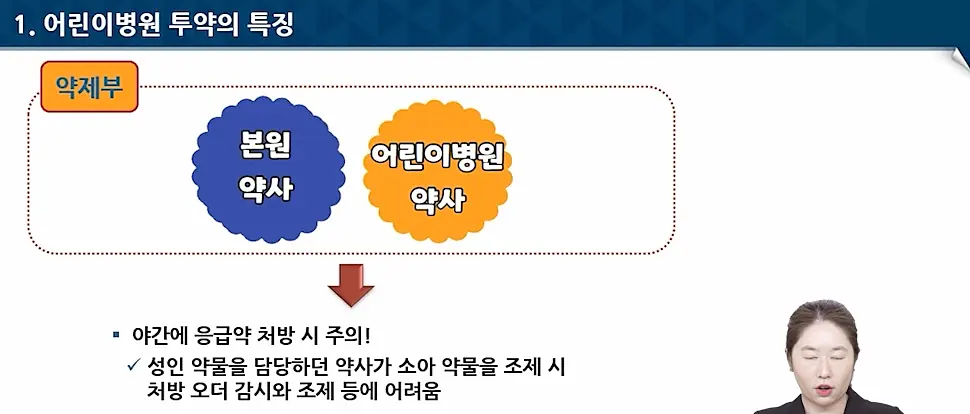 1. 어린이병원 투약의 특징
약제부
본원
약사
어린이병원
약사
▪ 야간에 응급약 처방 시 주의!
✓ 성인 약물을 담당하던 약사가 소아 약물을 조제 시
처방 오더 감시와 조제 등에 어려움